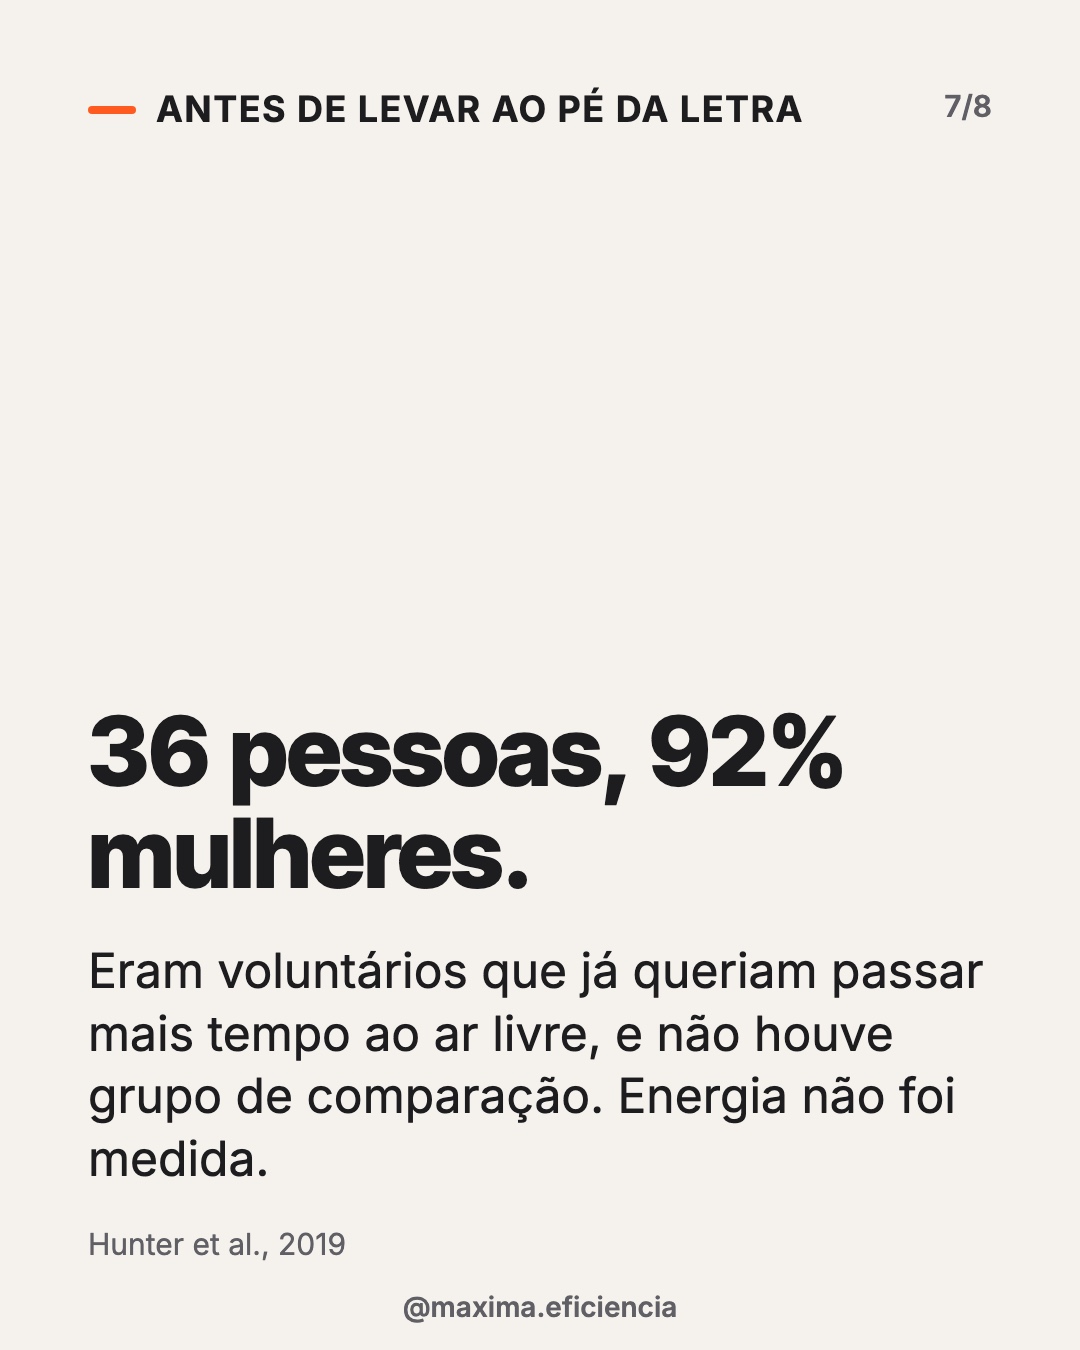 ANTES DE LEVAR AO PÉ DA LETRA
7/8
36 pessoas, 92%
mulheres.
Eram voluntários que já queriam passar
mais tempo ao ar livre, e não houve
grupo de comparação. Energia não foi
medida.
Hunter et al., 2019
@maxima.eficiencia